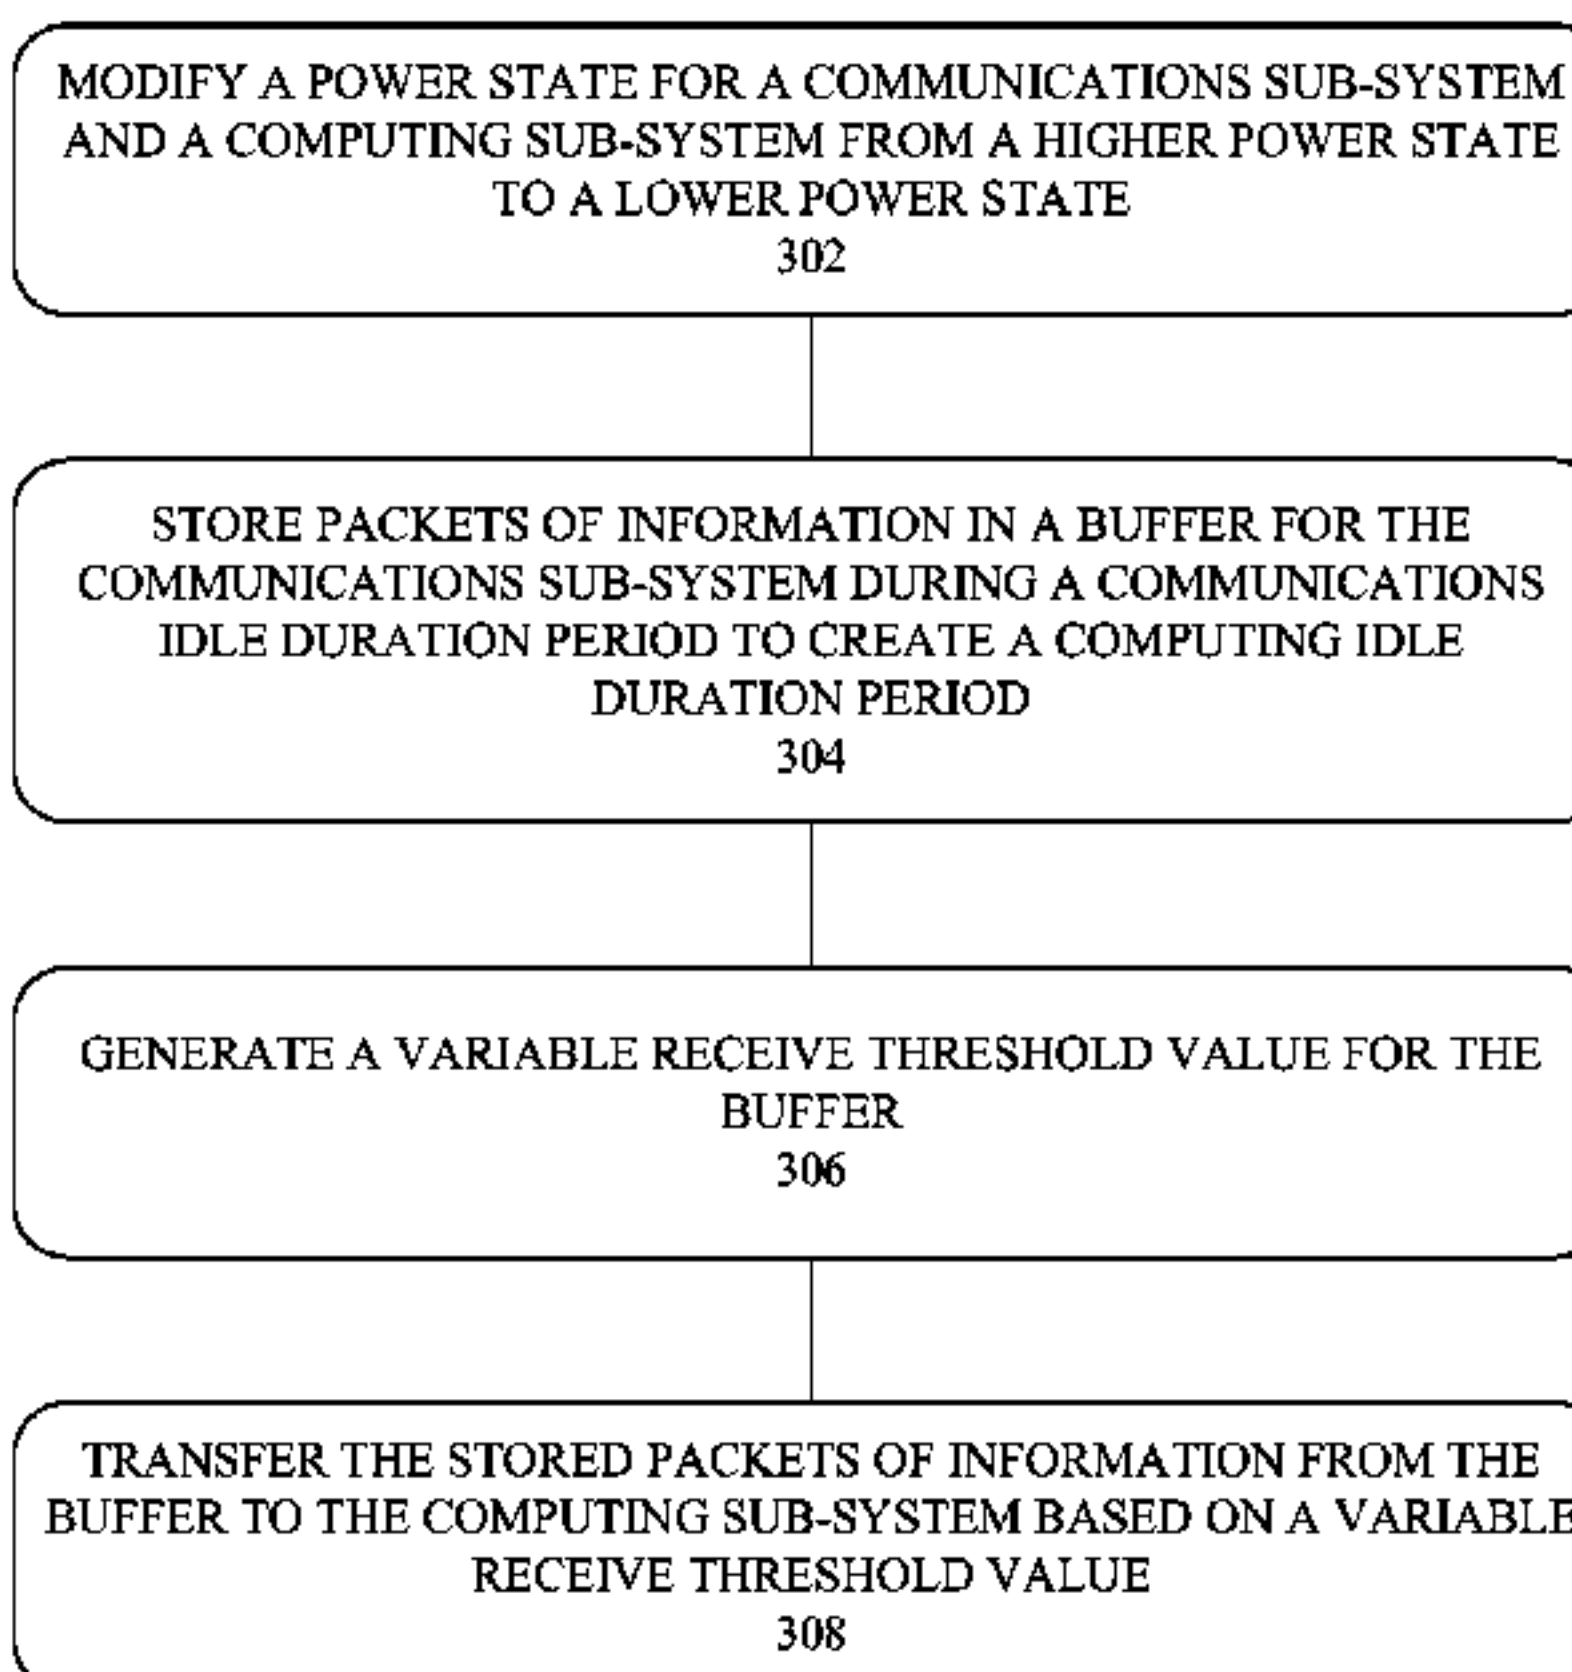 MODIFY A POWER STATE FOR A COMMUNICATIONS SUB-SYSTEM
AND A COMPUTING SUB-SYSTEM FROM A HIGHER POWER STATE
TO A LOWER POWER STATE
302
STORE PACKETS OF INFORMATION IN A BUFFER FOR THE
COMMUNICATIONS SUB-SYSTEM DURING A COMMUNICATIONS
IDLE DURATION PERIOD TO CREATE A COMPUTING IDLE
DURATION PERIOD
304
GENERATE A VARIABLE RECEIVE THRESHOLD VALUE FOR THE
BUFFER
306
TRANSFER THE STORED PACKETS OF INFORMATION FROM THE
BUFFER TO THE COMPUTING SUB-SYSTEM BASED ON A VARIABLE
RECEIVE THRESHOLD VALUE
308